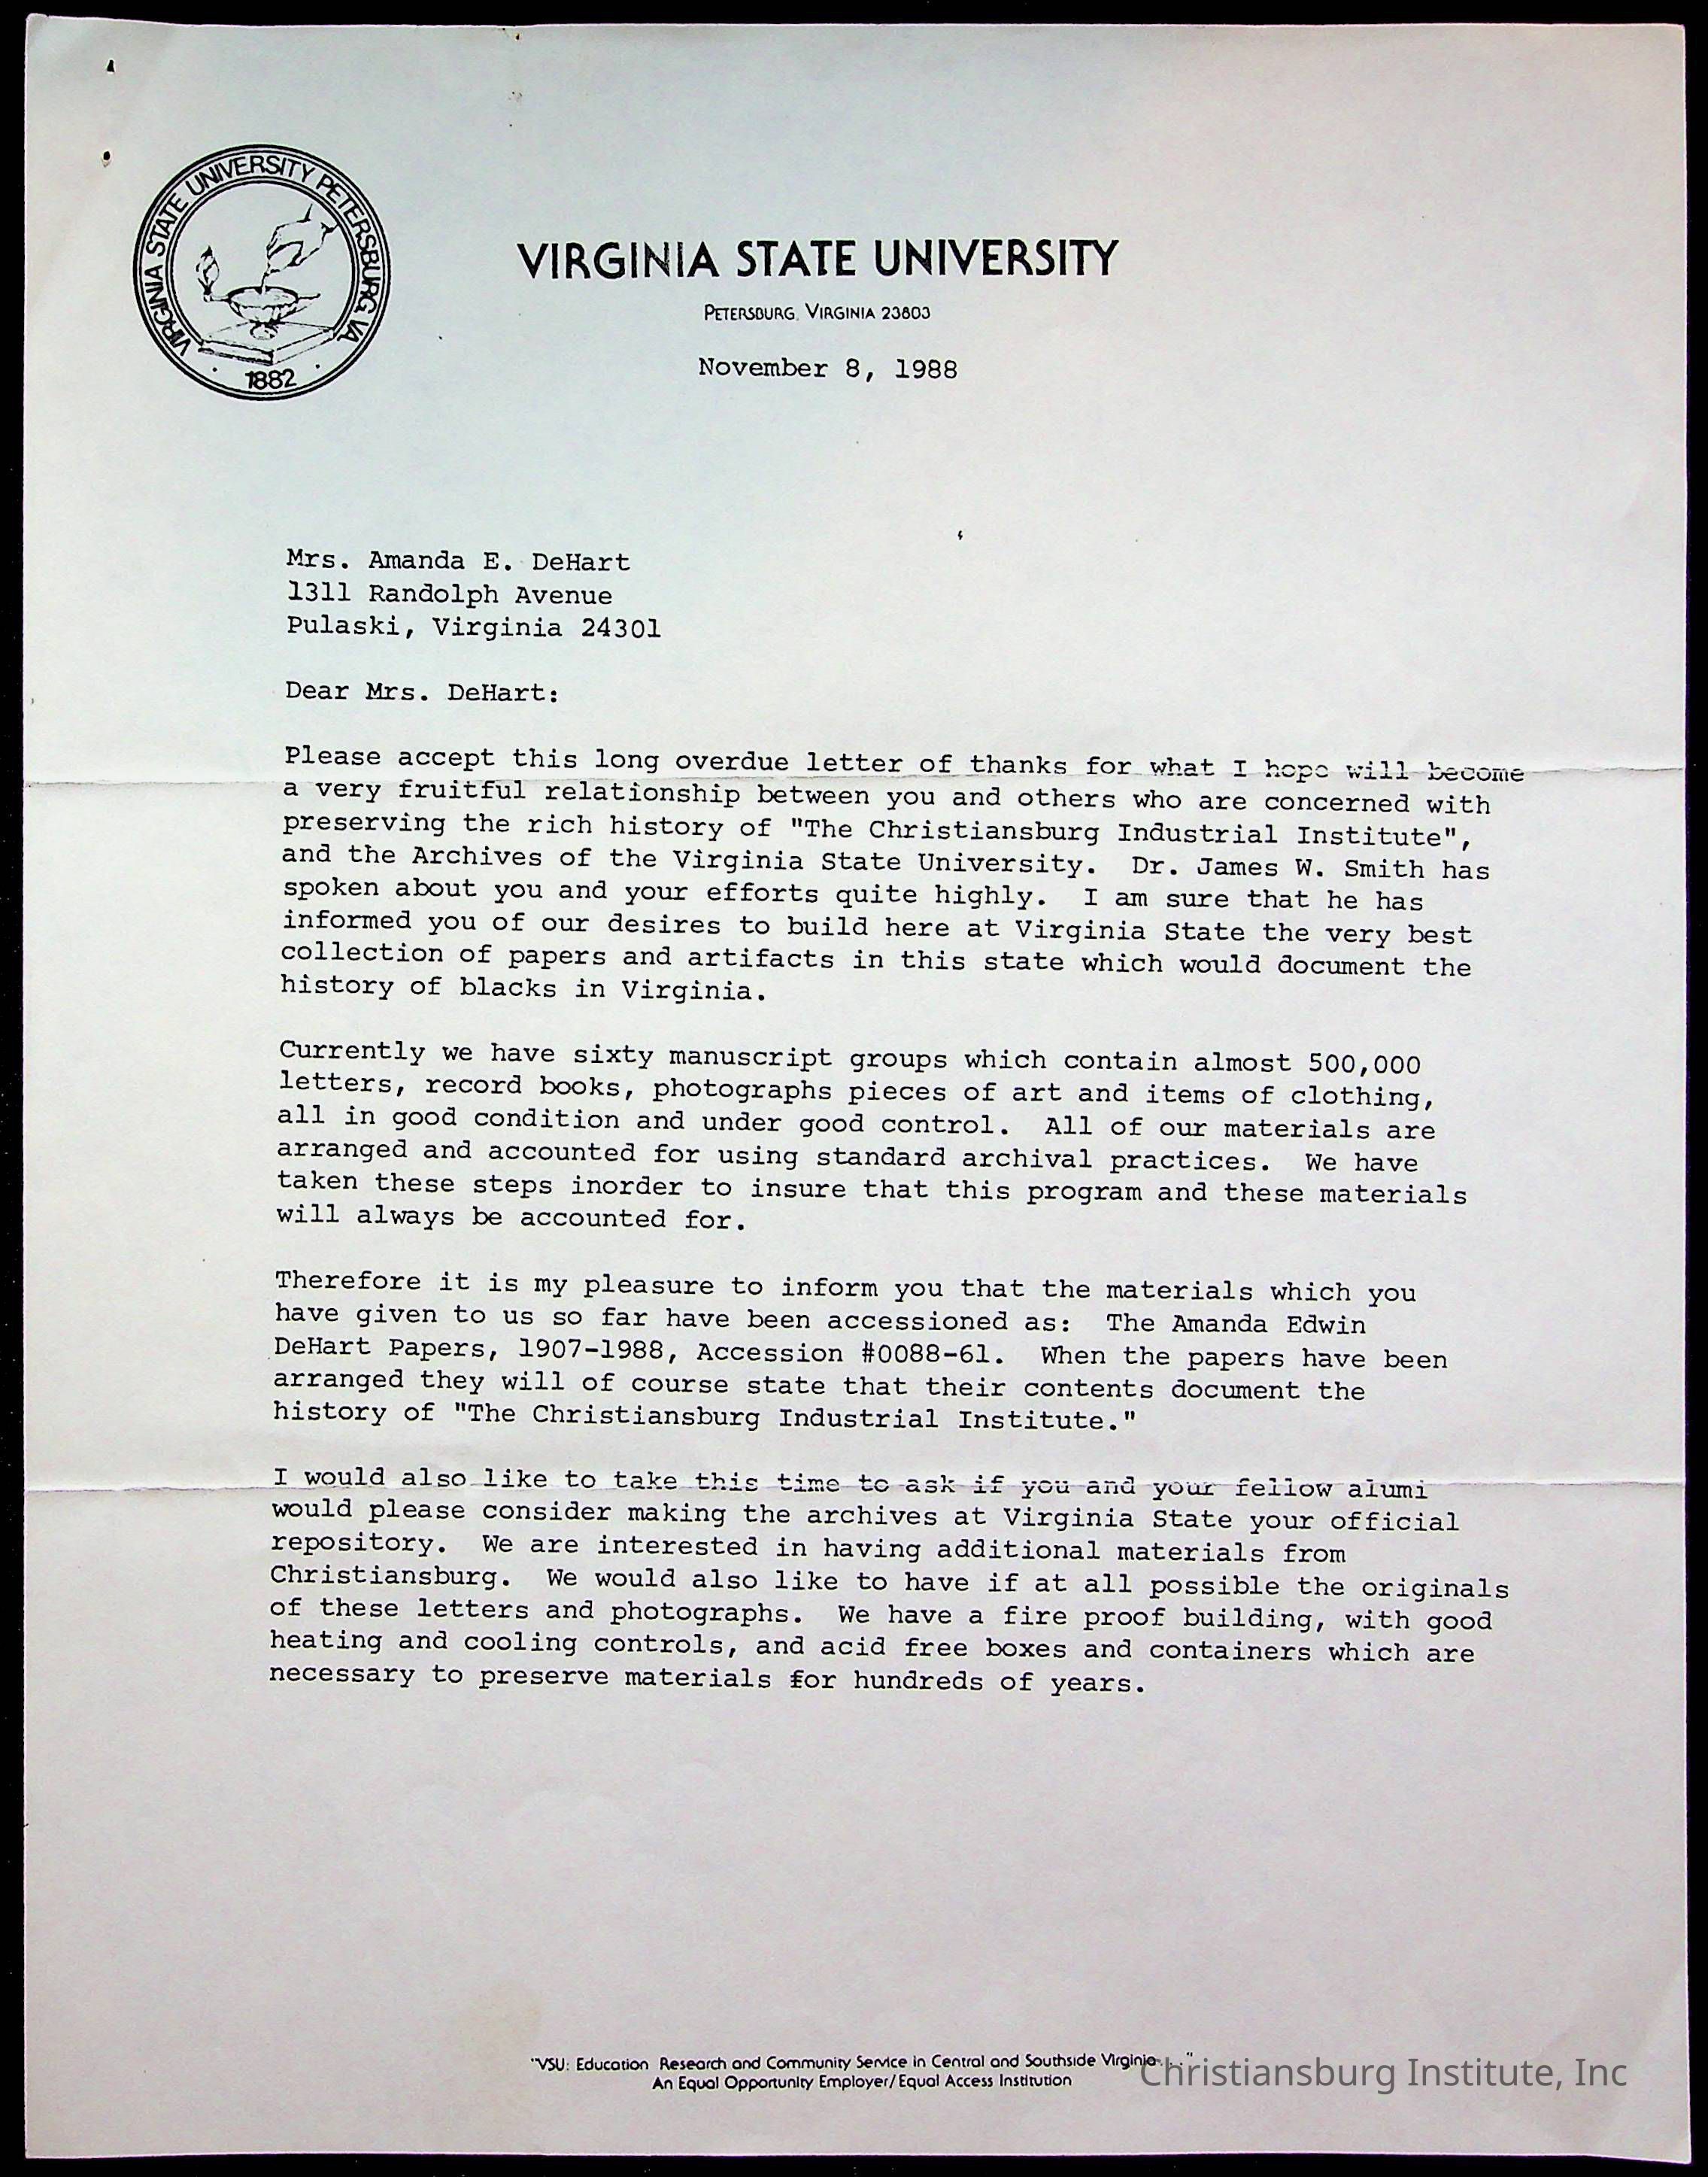 VIRGINIA STATE UNIVERSITY PETERSBURG, VA.
1882
VIRGINIA STATE UNIVERSITY
PETERSBURG, VIRGINIA 23803
November 8, 1988
Mrs. Amanda E. DeHart
1311 Randolph Avenue
Pulaski, Virginia 24301
Dear Mrs. DeHart:
Please accept this long overdue letter of thanks for what I hope will become
a very fruitful relationship between you and others who are concerned with
preserving the rich history of "The Christiansburg Industrial Institute",
and the Archives of the Virginia State University. Dr. James W. Smith has
spoken about you and your efforts quite highly. I am sure that he has
informed you of our desires to build here at Virginia State the very best
collection of papers and artifacts in this state which would document the
history of blacks in Virginia.
Currently we have sixty manuscript groups which contain almost 500,000
letters, record books, photographs pieces of art and items of clothing,
all in good condition and under good control. All of our materials are
arranged and accounted for using standard archival practices. We have
taken these steps inorder to insure that this program and these materials
will always be accounted for.
Therefore it is my pleasure to inform you that the materials which you
have given to us so far have been accessioned as: The Amanda Edwin
DeHart Papers, 1907-1988, Accession #0088-61. When the papers have been
arranged they will of course state that their contents document the
history of "The Christiansburg Industrial Institute."
I would also like to take this time to ask if you and your fellow alumi
would please consider making the archives at Virginia State your official
repository. We are interested in having additional materials from
Christiansburg. We would also like to have if at all possible the originals
of these letters and photographs. We have a fire proof building, with good
heating and cooling controls, and acid free boxes and containers which are
necessary to preserve materials for hundreds of years.
"VSU: Education Research and Community Service in Central and Southside Virginia. . ."
An Equal Opportunity Employer/Equal Access Institution
Christiansburg Institute, Inc